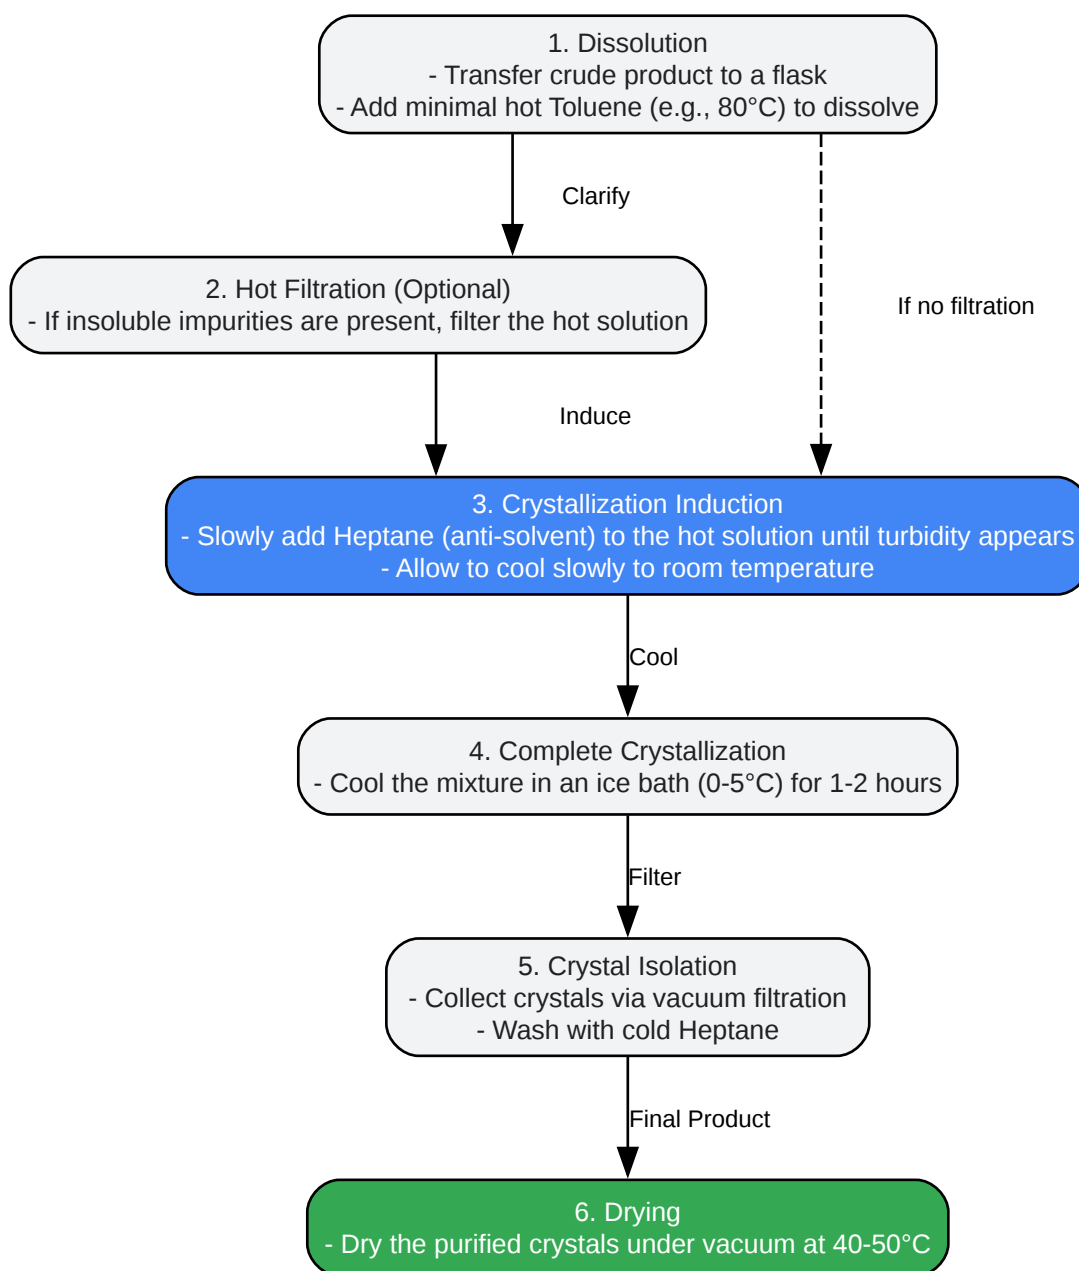 1. Dissolution
- Transfer crude product to a flask
- Add minimal hot Toluene (e.g., 80°C) to dissolve
Clarify
2. Hot Filtration (Optional)
- If insoluble impurities are present, filter the hot solution
If no filtration
Induce
3. Crystallization Induction
- Slowly add Heptane (anti-solvent) to the hot solution until turbidity appears
- Allow to cool slowly to room temperature
Cool
4. Complete Crystallization
- Cool the mixture in an ice bath (0-5°C) for 1-2 hours
Filter
5. Crystal Isolation
- Collect crystals via vacuum filtration
- Wash with cold Heptane
Final Product
6. Drying
- Dry the purified crystals under vacuum at 40-50°C